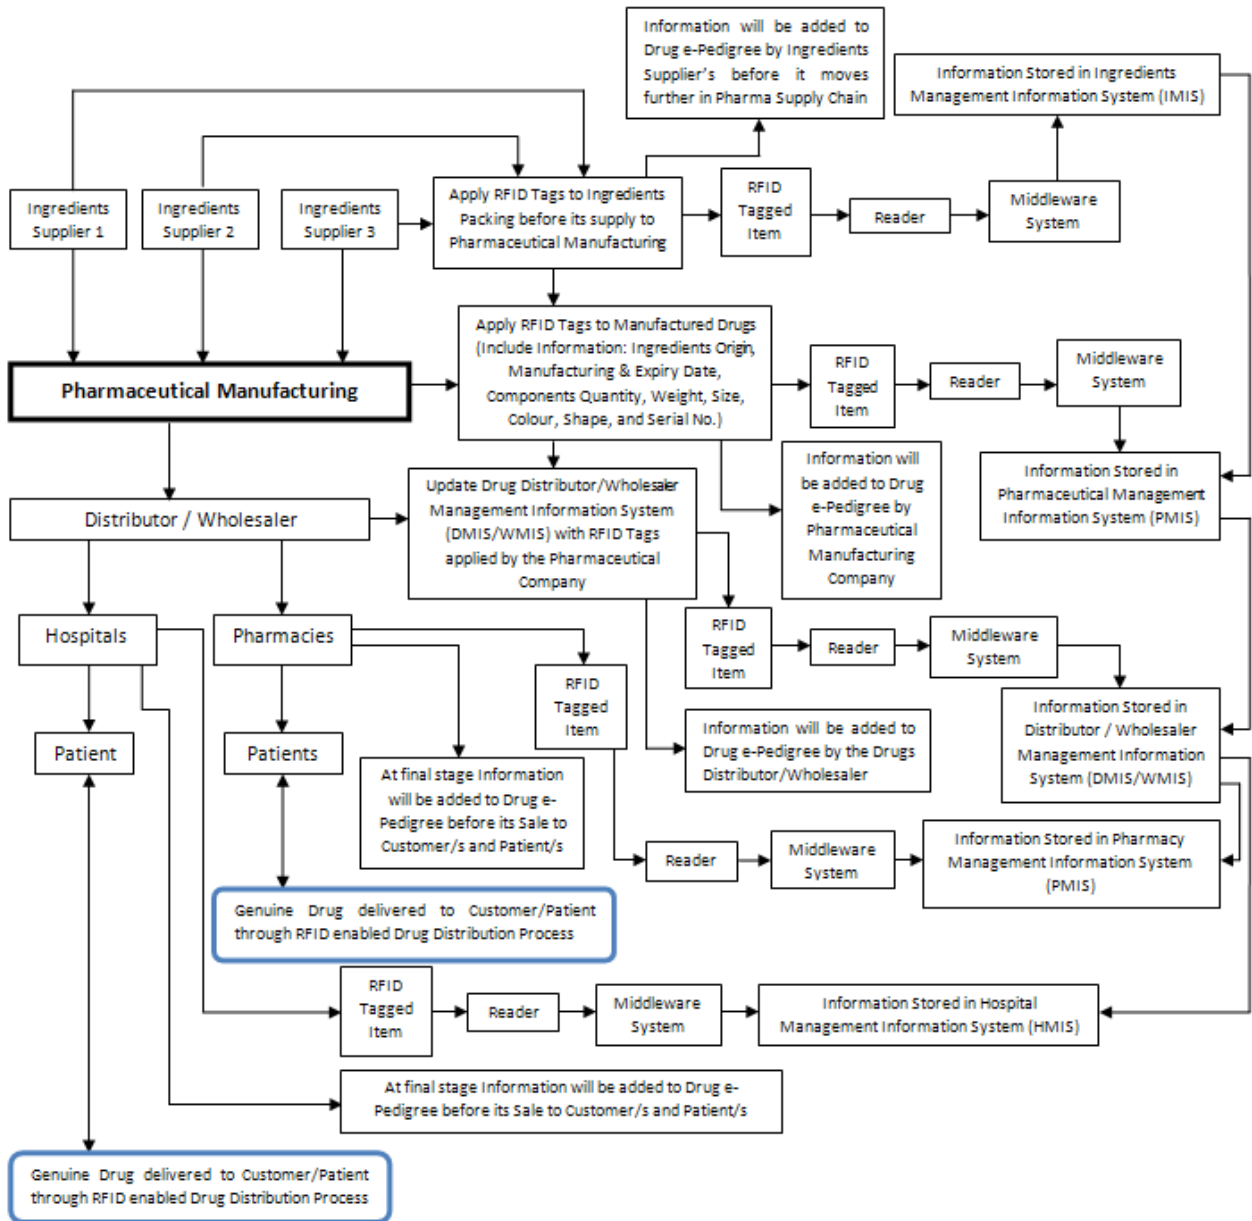 Information will be added to
Drug e-Pedigree by Ingredients
Supplier's before it moves
further in Pharma Supply Chain
Information Stored in Ingredients
Management Information System (IMIS)
Ingredients
Supplier 1
Ingredients
Supplier 2
Ingredients
Supplier 3
Apply RFID Tags to Ingredients
Packing before its supply to
Pharmaceutical Manufacturing
RFID
Tagged
Item
Reader
Middleware
System
Pharmaceutical Manufacturing
Apply RFID Tags to Manufactured Drugs
(Include Information: Ingredients Origin,
Manufacturing & Expiry Date,
Components Quantity, Weight, Size,
Colour, Shape, and Serial No.)
RFID
Tagged
Item
Reader
Middleware
System
Information Stored in
Pharmaceutical Management
Information System (PMIS)
Information will
be added to Drug
e-Pedigree by
Pharmaceutical
Manufacturing
Company
Distributor / Wholesaler
Update Drug Distributor/Wholesaler
Management Information System
(DMIS/WMIS) with RFID Tags
applied by the Pharmaceutical
Company
Hospitals
Pharmacies
RFID
Tagged
Item
Reader
Middleware
System
RFID
Tagged
Item
Information Stored in
Distributor / Wholesaler
Management Information
System (DMIS/WMIS)
Information will be added to
Drug e-Pedigree by the Drugs
Distributor/Wholesaler
Patient
Patients
At final stage Information
will be added to Drug e-
Pedigree before its Sale to
Customer/s and Patient/s
Reader
Middleware
System
Information Stored in Pharmacy
Management Information System
(PMIS)
Genuine Drug delivered to Customer/Patient
through RFID enabled Drug Distribution Process
RFID
Tagged
Item
Reader
Middleware
System
Information Stored in Hospital
Management Information System (HMIS)
At final stage Information will be added to Drug e-
Pedigree before its Sale to Customer/s and Patient/s
Genuine Drug delivered to Customer/Patient
through RFID enabled Drug Distribution Process